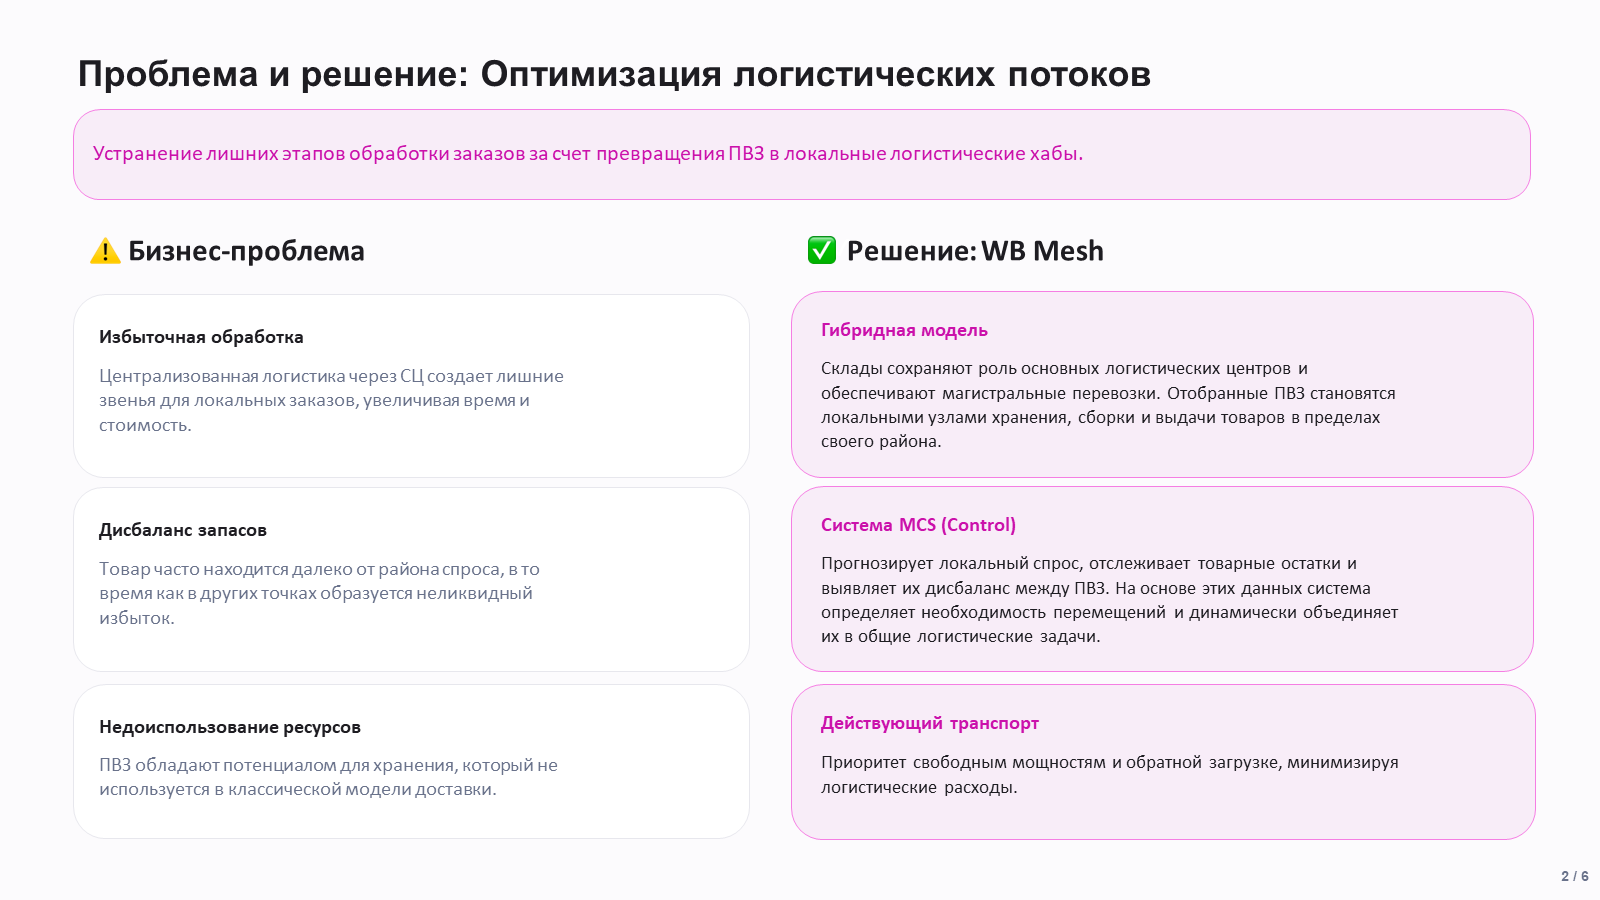 Проблема и решение: Оптимизация логистических потоков
Устранение лишних этапов обработки заказов за счет превращения ПВЗ в локальные логистические хабы.
⚠️ Бизнес-проблема
Избыточная обработка
Централизованная логистика через СЦ создает лишние
звенья для локальных заказов, увеличивая время и
стоимость.
Дисбаланс запасов
Товар часто находится далеко от района спроса, в то
время как в других точках образуется неликвидный
избыток.
Недоиспользование ресурсов
ПВЗ обладают потенциалом для хранения, который не
используется в классической модели доставки.
✅ Решение: WB Mesh
Гибридная модель
Склады сохраняют роль основных логистических центров и
обеспечивают магистральные перевозки. Отобранные ПВЗ становятся
локальными узлами хранения, сборки и выдачи товаров в пределах
своего района.
Система MCS (Control)
Прогнозирует локальный спрос, отслеживает товарные остатки и
выявляет их дисбаланс между ПВЗ. На основе этих данных система
определяет необходимость перемещений и динамически объединяет
их в общие логистические задачи.
Действующий транспорт
Приоритет свободным мощностям и обратной загрузке, минимизируя
логистические расходы.
2 / 6